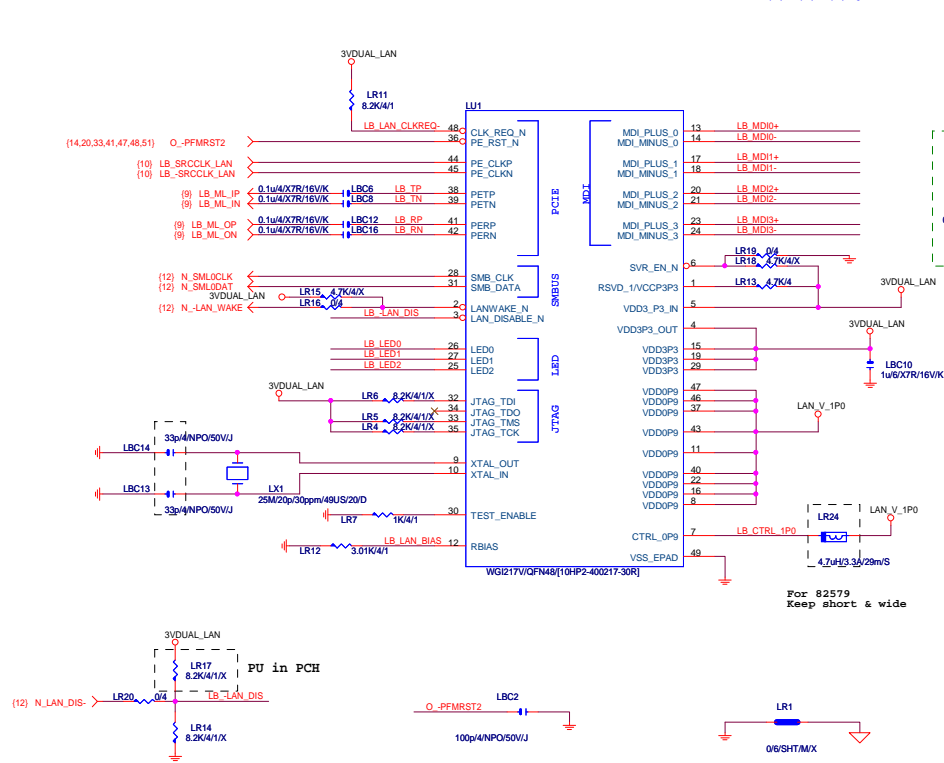 3VDUAL_LAN
LR11
8.2K/4/1
LU1
LB_LAN_CLKREQ- 48 CLK_REQ_N MDI_PLUS_0 13 LB_MDI0+
{14,20,33,41,47,48,51} O_-PFMRST2 36 PE_RST_N MDI_MINUS_0 14 LB_MDI0-
{10} LB_SRCCLK_LAN 44 PE_CLKP MDI_PLUS_1 17 LB_MDI1+
{10} LB_-SRCCLK_LAN 45 PE_CLKN MDI_MINUS_1 18 LB_MDI1-
{9} LB_ML_IP 0.1u/4/X7R/16V/K LBC6 LB_TP 38 PETP MDI_PLUS_2 20 LB_MDI2+
{9} LB_ML_IN 0.1u/4/X7R/16V/K LBC8 LB_TN 39 PETN MDI_MINUS_2 21 LB_MDI2-
{9} LB_ML_OP 0.1u/4/X7R/16V/K LBC12 LB_RP 41 PERP MDI_PLUS_3 23 LB_MDI3+
{9} LB_ML_ON 0.1u/4/X7R/16V/K LBC16 LB_RN 42 PERN MDI_MINUS_3 24 LB_MDI3-
PCIE
MDI
LR19 0/4
SVR_EN_N 6 LR18 4.7K/4/X
{12} N_SML0CLK 28 SMB_CLK
{12} N_SML0DAT 31 SMB_DATA RSVD_1/VCCP3P3 1 LR13 4.7K/4
3VDUAL_LAN
SMBUS
3VDUAL_LAN LR15 4.7K/4/X
{12} N_-LAN_WAKE LR16 0/4 2 LANWAKE_N VDD3_P3_IN 5
LB_-LAN_DIS 3 LAN_DISABLE_N
VDD3P3_OUT 4
3VDUAL_LAN
LB_LED0 26 LED0 VDD3P3 15
LB_LED1 27 LED1 VDD3P3 19
LB_LED2 25 LED2 VDD3P3 29
LED
LBC10
1u/6/X7R/16V/K
3VDUAL_LAN
LR6 8.2K/4/1/X 32 JTAG_TDI
34 JTAG_TDO
LR5 8.2K/4/1/X 33 JTAG_TMS
LR4 8.2K/4/1/X 35 JTAG_TCK
JTAG
VDD0P9 47
VDD0P9 46
VDD0P9 37
LAN_V_1P0
VDD0P9 43
VDD0P9 11
VDD0P9 40
VDD0P9 22
VDD0P9 16
VDD0P9 8
33p/4/NPO/50V/J
LBC14 9 XTAL_OUT
10 XTAL_IN
LBC13 LX1
25M/20p/30ppm/49US/20/D
33p/4/NPO/50V/J
LR7 1K/4/1 30 TEST_ENABLE
LR12 3.01K/4/1 LB_LAN_BIAS 12 RBIAS
CTRL_0P9 7 LB_CTRL_1P0 LR24 LAN_V_1P0
4.7uH/3.3A/29m/S
VSS_EPAD 49
WGI217V/QFN48/[10HP2-400217-30R]
For 82579
Keep short & wide
3VDUAL_LAN
LR17
8.2K/4/1/X
PU in PCH
{12} N_LAN_DIS- LR20 0/4 LB_-LAN_DIS
LR14
8.2K/4/1/X
LBC2
O_-PFMRST2
100p/4/NPO/50V/J
LR1
0/6/SHT/M/X